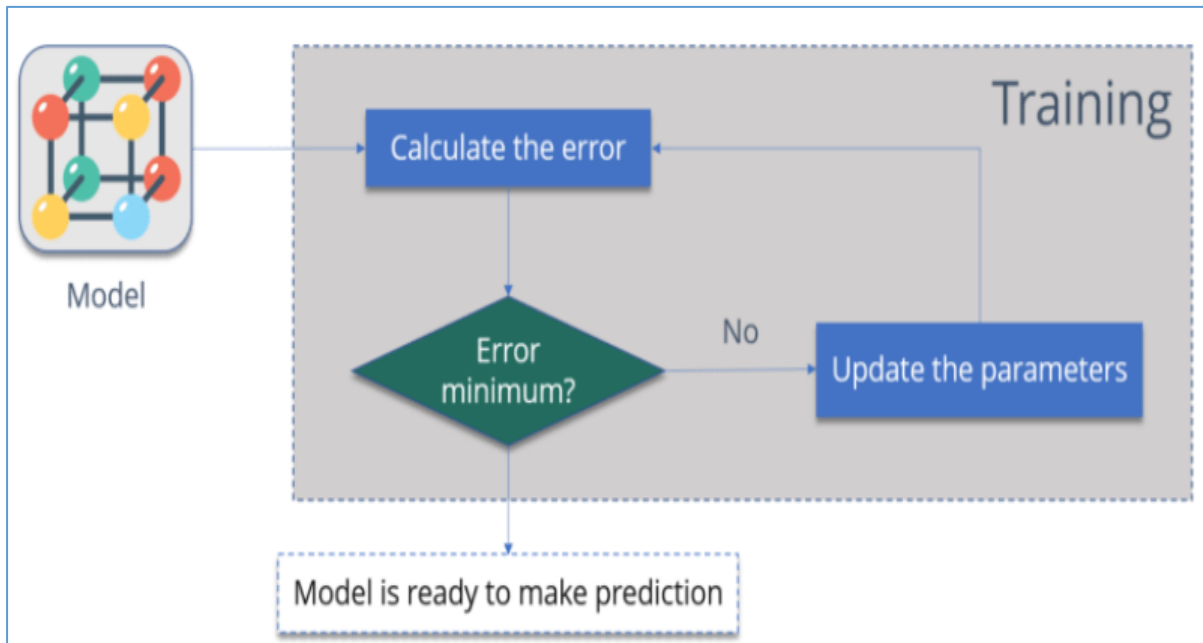 Training
Calculate the error
Model
Error
minimum?
No
Update the parameters
Model is ready to make prediction